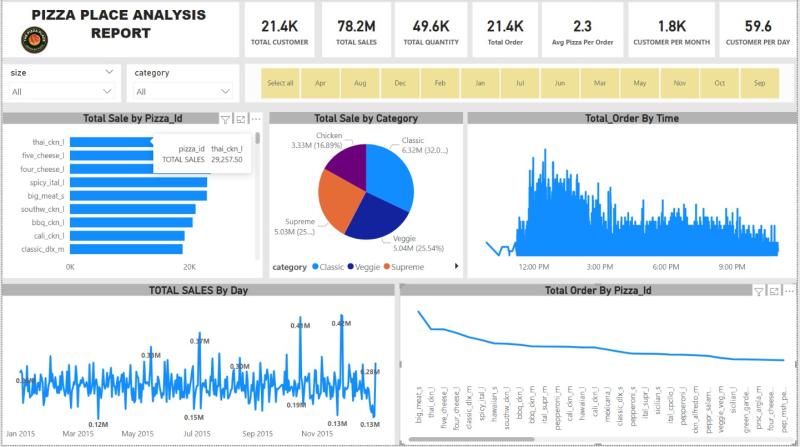 PIZZA PLACE ANALYSIS
REPORT
21.4K
TOTAL CUSTOMER
78.2M
TOTAL SALES
49.6K
TOTAL QUANTITY
21.4K
Total Order
2.3
Avg Pizza Per Order
1.8K
CUSTOMER PER MONTH
59.6
CUSTOMER PER DAY
size
All
category
All
Select all Apr Aug Dec Feb Jan Jul Jun Mar May Nov Oct Sep
Total Sale by Pizza_Id
thai_ckn_l
five_cheese_l
four_cheese_l
spicy_ital_l
big_meat_s
southw_ckn_l
bbq_ckn_l
cali_ckn_l
classic_dlx_m
0K 20K
pizza_id thai_ckn_l
TOTAL SALES 29,257.50
Total Sale by Category
Chicken
3.33M (16.89%)
Classic
6.32M (32.0...)
Supreme
5.03M (25...)
Veggie
5.04M (25.54%)
category Classic Veggie Supreme
Total_Order By Time
12:00 PM 3:00 PM 6:00 PM 9:00 PM
TOTAL SALES By Day
0.37M
0.41M
0.42M
0.30M
0.28M
0.12M
0.15M
0.19M
0.13M
0.13M
Jan 2015 Mar 2015 May 2015 Jul 2015 Sep 2015 Nov 2015
Total Order By Pizza_Id
big_meat_s
thai_ckn_l
five_cheese_l
four_cheese_l
classic_dlx_m
spicy_ital_l
hawaiian_s
southw_ckn_l
bbq_ckn_l
bbq_ckn_m
ital_supr_m
pepperoni_m
cali_ckn_m
hawaiian_l
cali_ckn_l
mexicana_l
classic_dlx_s
pepperoni_s
ital_supr_l
sicilian_s
ital_cpcllo_l
pepperoni_l
ckn_alfredo_m
peppr_salam...
veggie_veg_m
sicilian_l
green_garde...
prsc_argla_m
four_cheese...
pep_msh_pe...